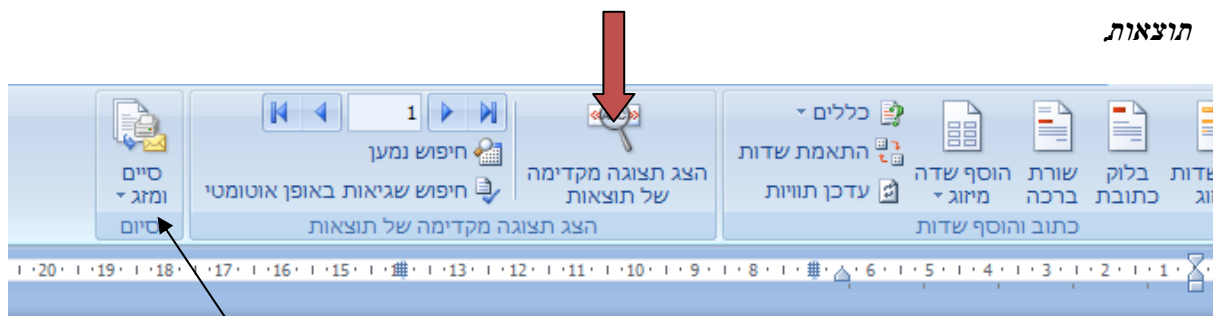 תוצאות.
שדות
בלוק כתובת
שורת ברכה
הוסף שדה מיזוג
כללים
התאמת שדות
עדכן תוויות
כתוב והוסף שדות
הצג תצוגה מקדימה של תוצאות
1
חיפוש נמען
חיפוש שגיאות באופן אוטומטי
הצג תצוגה מקדימה של תוצאות
סיים ומזג
סיום
1 2 3 4 5 6 8 9 10 11 12 13 15 16 17 18 19 20